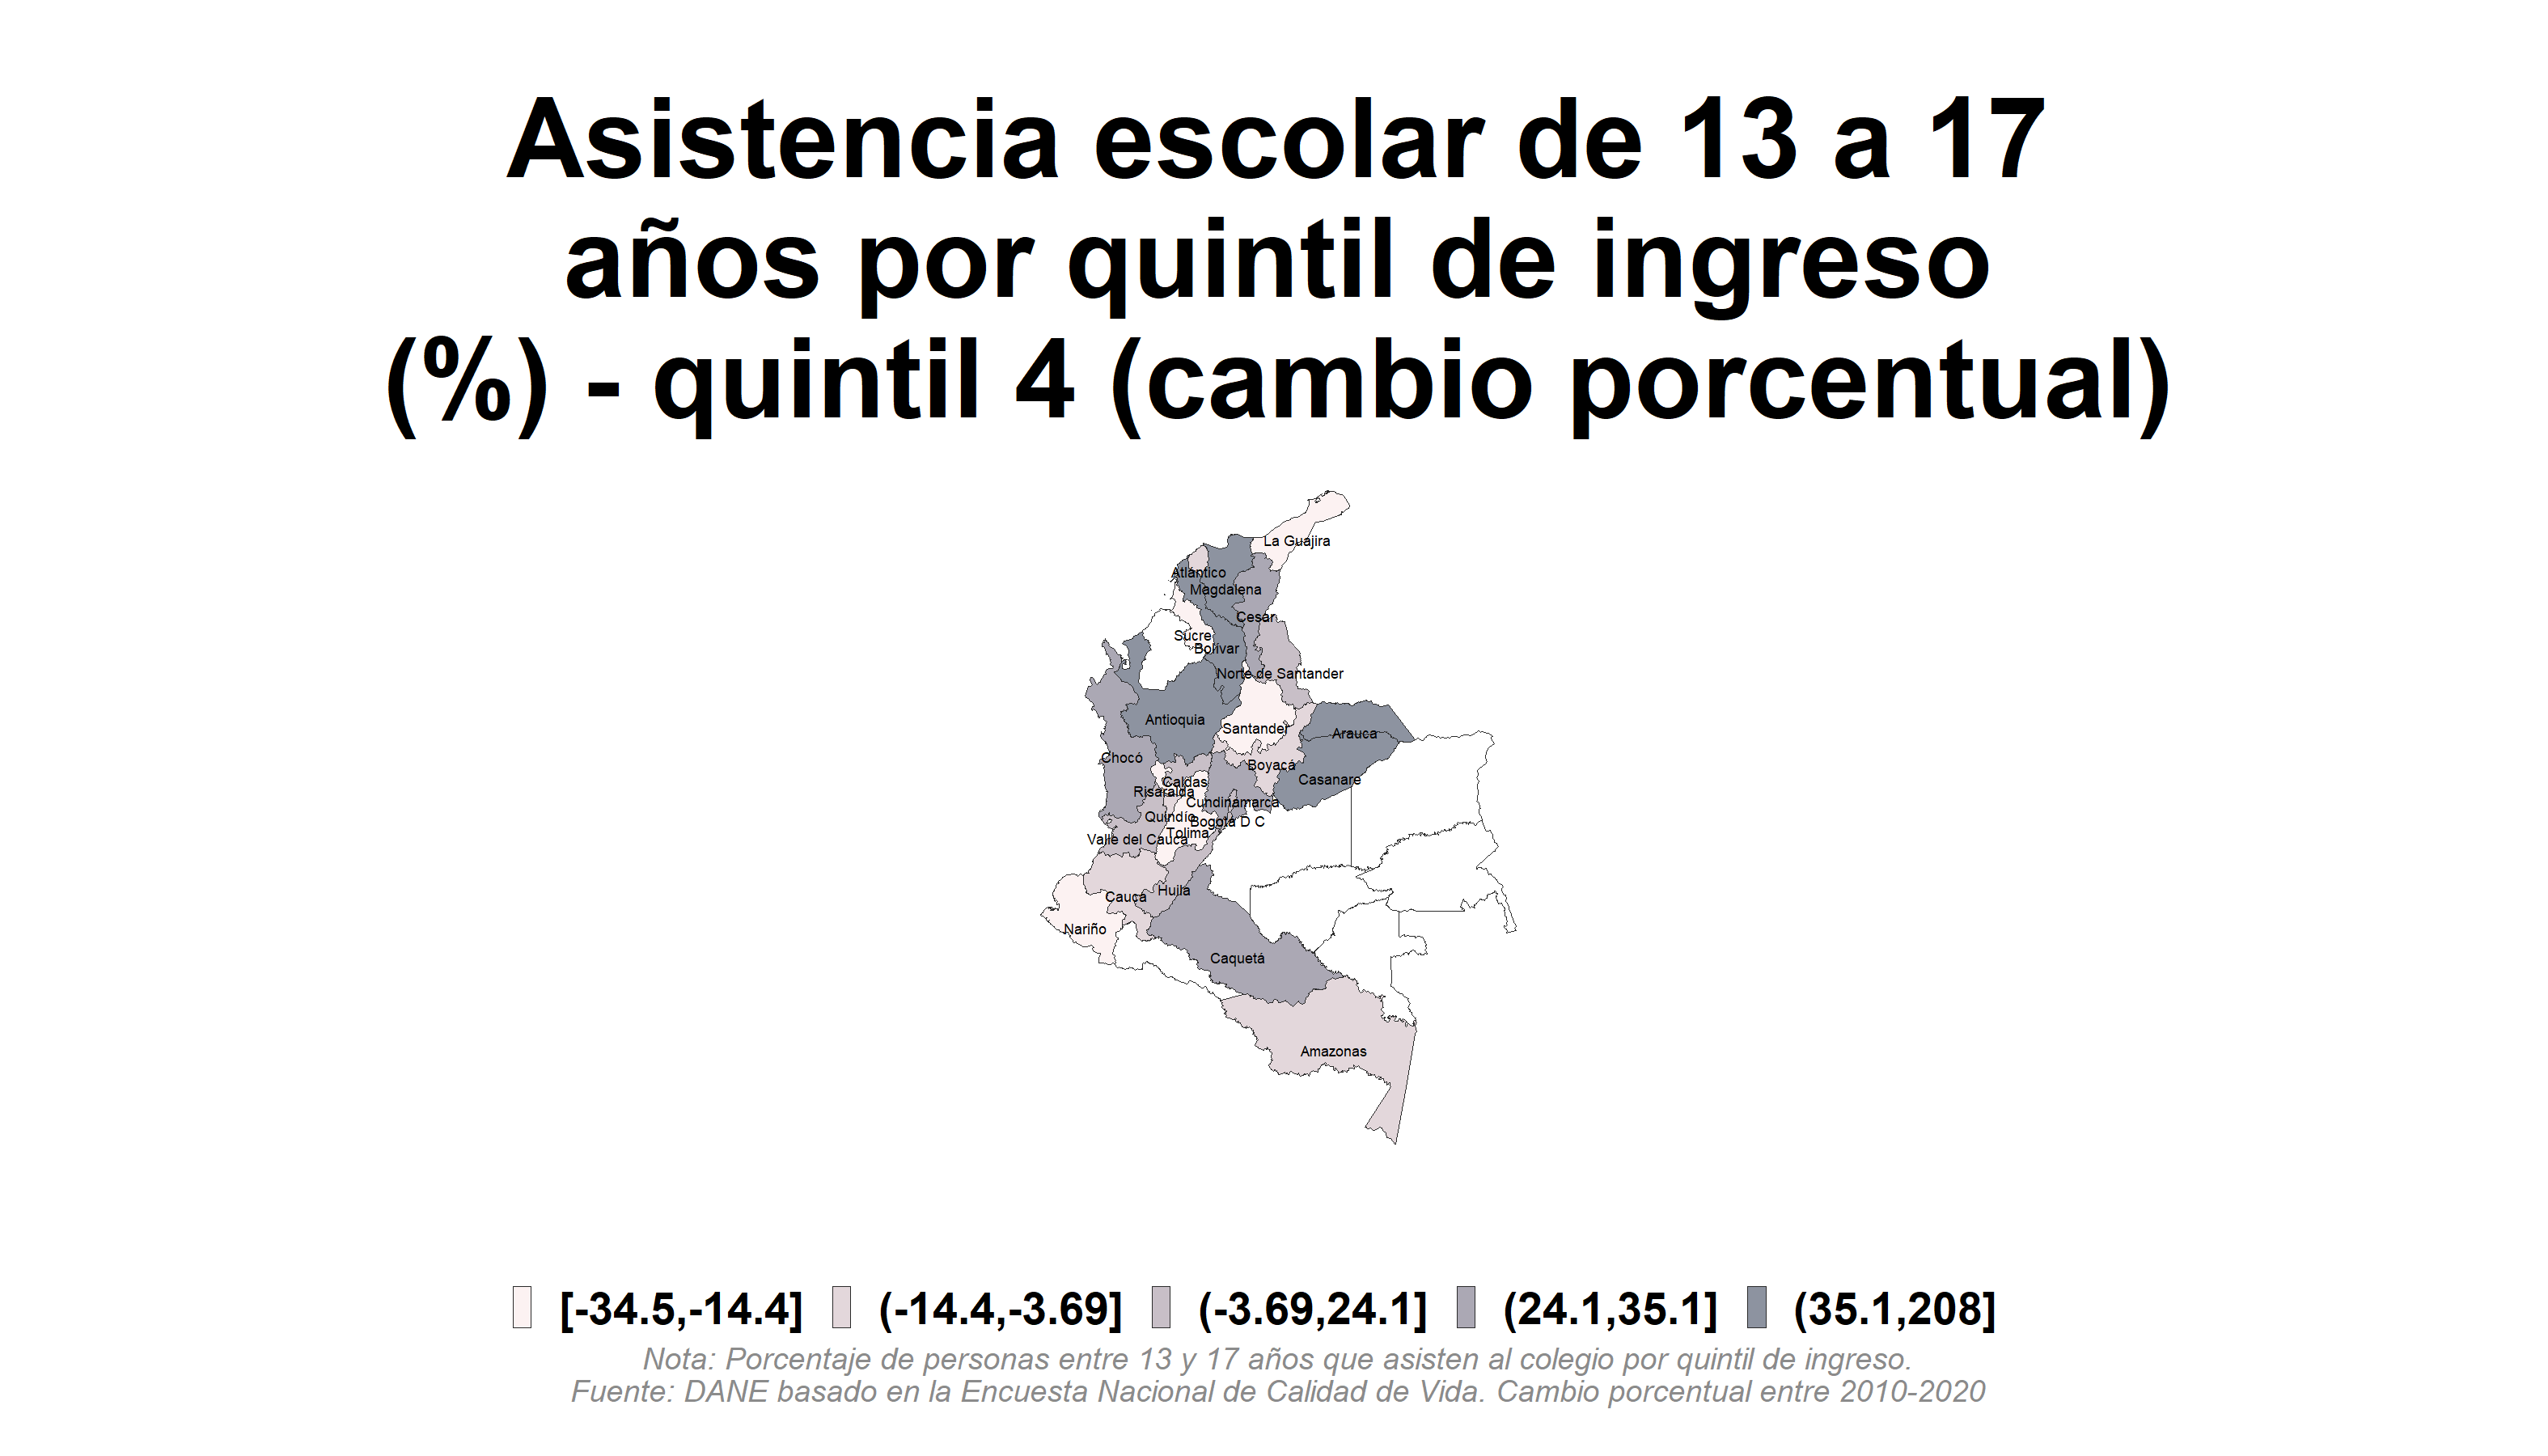 Asistencia escolar de 13 a 17
años por quintil de ingreso
(%) - quintil 4 (cambio porcentual)
La Guajira
Atlántico
Magdalena
Cesar
Sucre
Bolívar
Norte de Santander
Antioquia
Santander
Arauca
Chocó
Boyacá
Casanare
Caldas
Risaralda
Cundinamarca
Quindío
Bogotá D C
Tolima
Valle del Cauca
Huila
Cauca
Nariño
Caquetá
Amazonas
[-34.5,-14.4] (-14.4,-3.69] (-3.69,24.1] (24.1,35.1] (35.1,208]
Nota: Porcentaje de personas entre 13 y 17 años que asisten al colegio por quintil de ingreso.
Fuente: DANE basado en la Encuesta Nacional de Calidad de Vida. Cambio porcentual entre 2010-2020